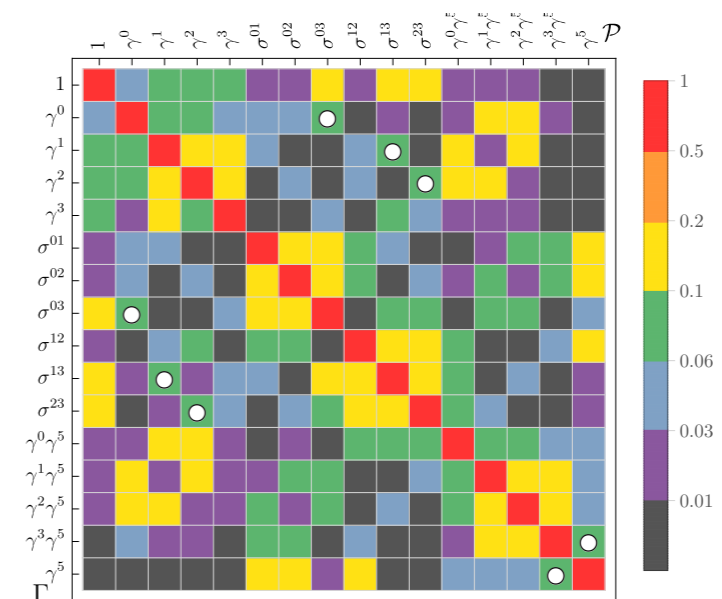 1 γ⁰ γ¹ γ² γ³ σ⁰¹ σ⁰² σ⁰³ σ¹² σ¹³ σ²³ γ⁰γ⁵ γ¹γ⁵ γ²γ⁵ γ³γ⁵ γ⁵ 𝒫
1
γ⁰
γ¹
γ²
γ³
σ⁰¹
σ⁰²
σ⁰³
σ¹²
σ¹³
σ²³
γ⁰γ⁵
γ¹γ⁵
γ²γ⁵
γ³γ⁵
γ⁵
Γ
1
0.5
0.2
0.1
0.06
0.03
0.01